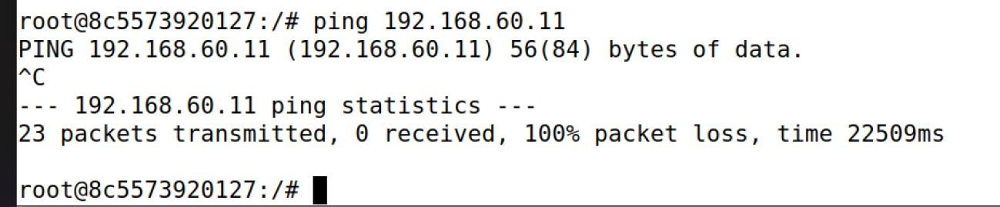 root@8c5573920127:/# ping 192.168.60.11
PING 192.168.60.11 (192.168.60.11) 56(84) bytes of data.
^C
--- 192.168.60.11 ping statistics ---
23 packets transmitted, 0 received, 100% packet loss, time 22509ms
root@8c5573920127:/#